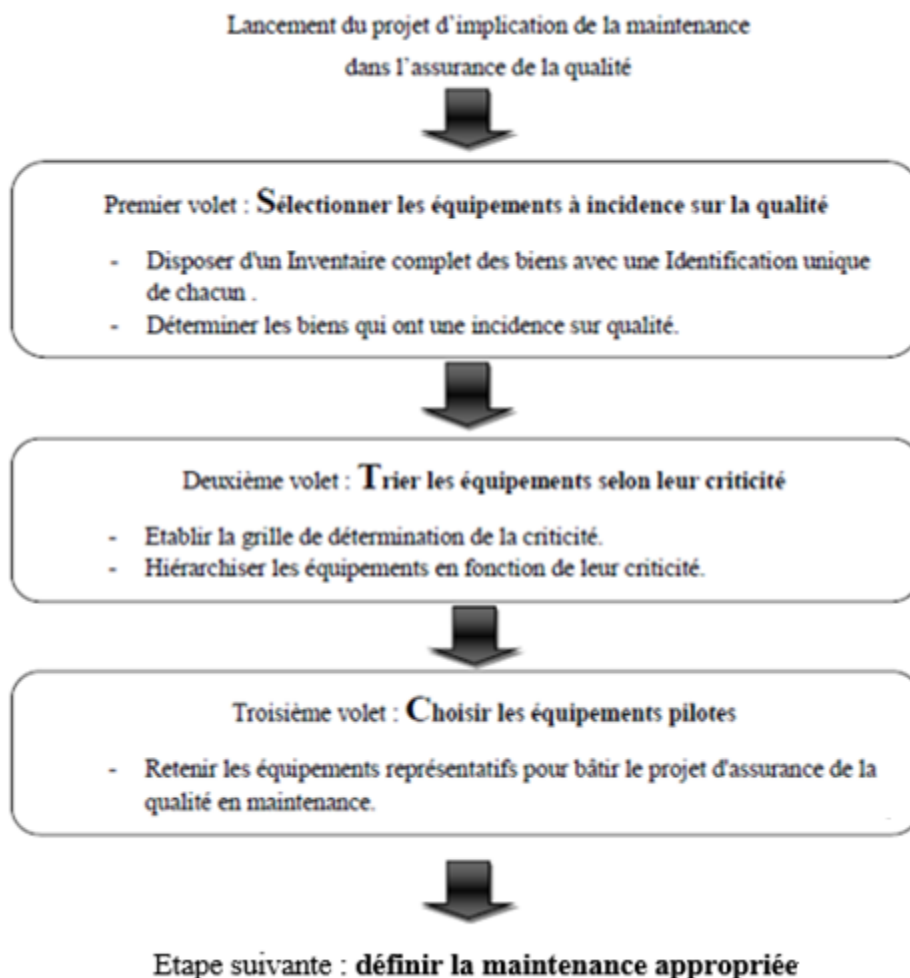 Lancement du projet d'implication de la maintenance
dans l'assurance de la qualité
Premier volet : Sélectionner les équipements à incidence sur la qualité
- Disposer d'un Inventaire complet des biens avec une Identification unique
de chacun .
- Déterminer les biens qui ont une incidence sur qualité.
Deuxième volet : Trier les équipements selon leur criticité
- Etablir la grille de détermination de la criticité.
- Hiérarchiser les équipements en fonction de leur criticité.
Troisième volet : Choisir les équipements pilotes
- Retenir les équipements représentatifs pour bâtir le projet d'assurance de la
qualité en maintenance.
Etape suivante : définir la maintenance appropriée